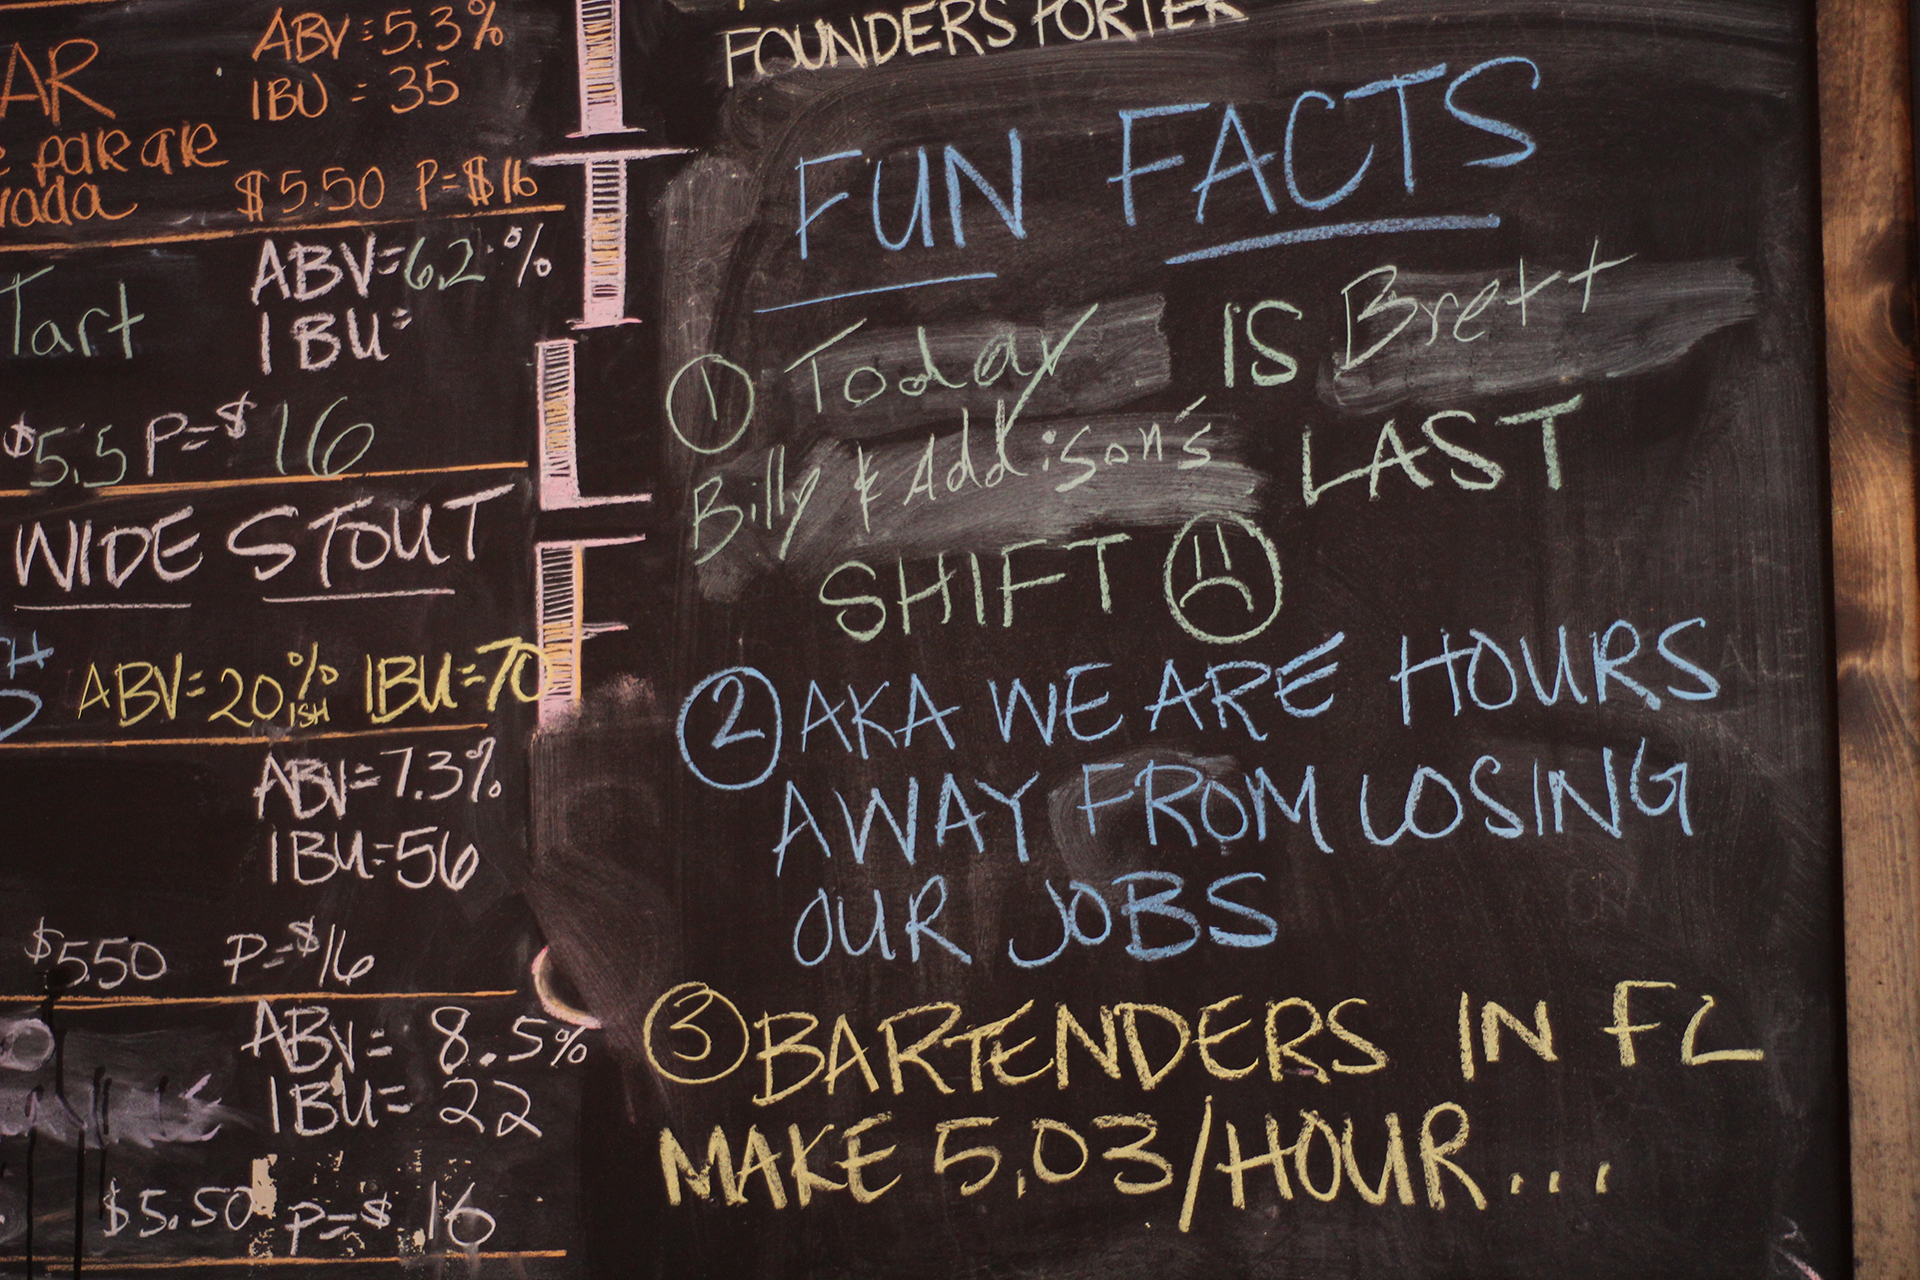 AR
ABV = 5.3%
IBU = 35
$5.50 P=$16
Tart
ABV=6.2%
IBU=
$5.5 P=$16
WIDE STOUT
ABV=20% ISH IBU=70
ABV=7.3%
IBU=56
$5.50 P=$16
ABV= 8.5%
IBU= 22
$5.50 P=$16
FOUNDERS PORTER
FUN FACTS
① Today IS Brett
Billy & Addison's LAST
SHIFT ☹
② AKA WE ARE HOURS
AWAY FROM LOSING
OUR JOBS
③ BARTENDERS IN FL
MAKE 5.03/HOUR...